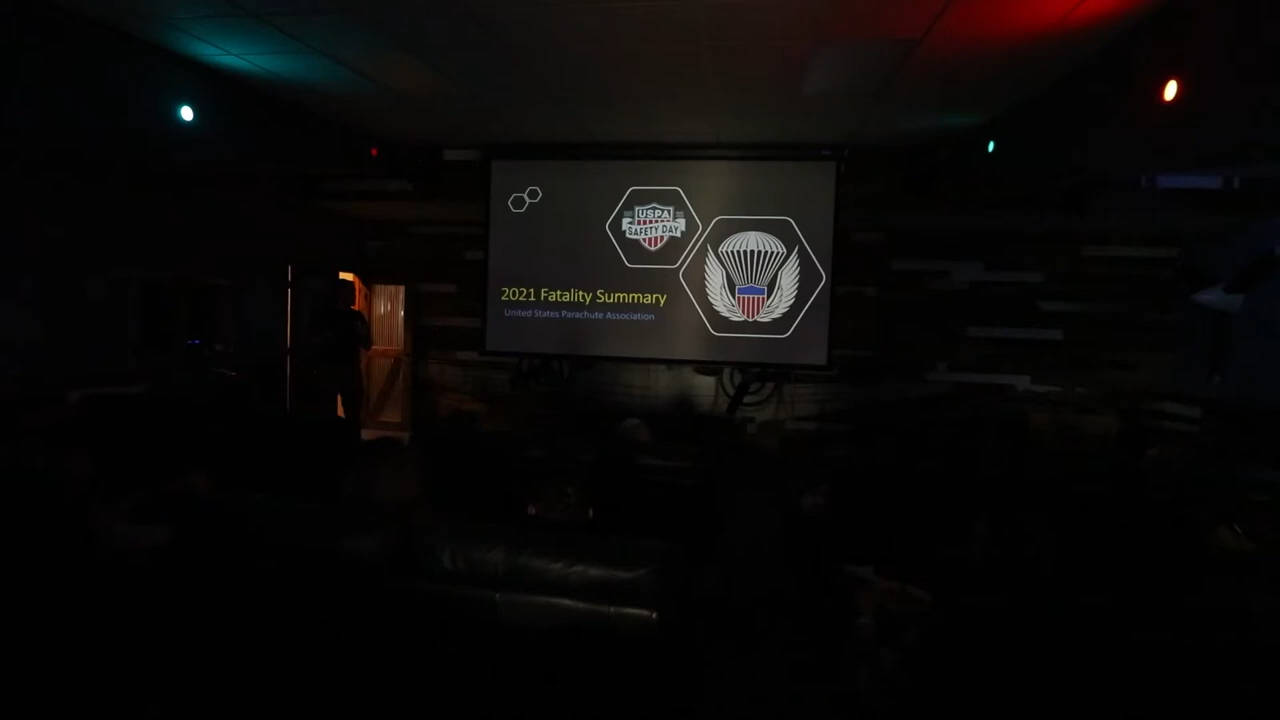 USPA
SAFETY DAY
2021 Fatality Summary
United States Parachute Association